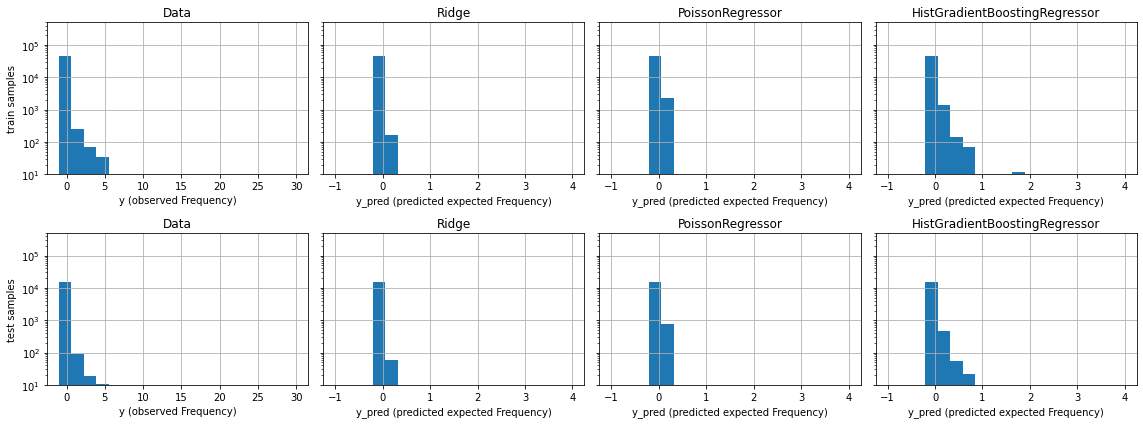 Data
Ridge
PoissonRegressor
HistGradientBoostingRegressor
train samples
10⁵
10⁴
10³
10²
10¹
0 5 10 15 20 25 30
−1 0 1 2 3 4
−1 0 1 2 3 4
−1 0 1 2 3 4
y (observed Frequency)
y_pred (predicted expected Frequency)
y_pred (predicted expected Frequency)
y_pred (predicted expected Frequency)
Data
Ridge
PoissonRegressor
HistGradientBoostingRegressor
test samples
10⁵
10⁴
10³
10²
10¹
0 5 10 15 20 25 30
−1 0 1 2 3 4
−1 0 1 2 3 4
−1 0 1 2 3 4
y (observed Frequency)
y_pred (predicted expected Frequency)
y_pred (predicted expected Frequency)
y_pred (predicted expected Frequency)